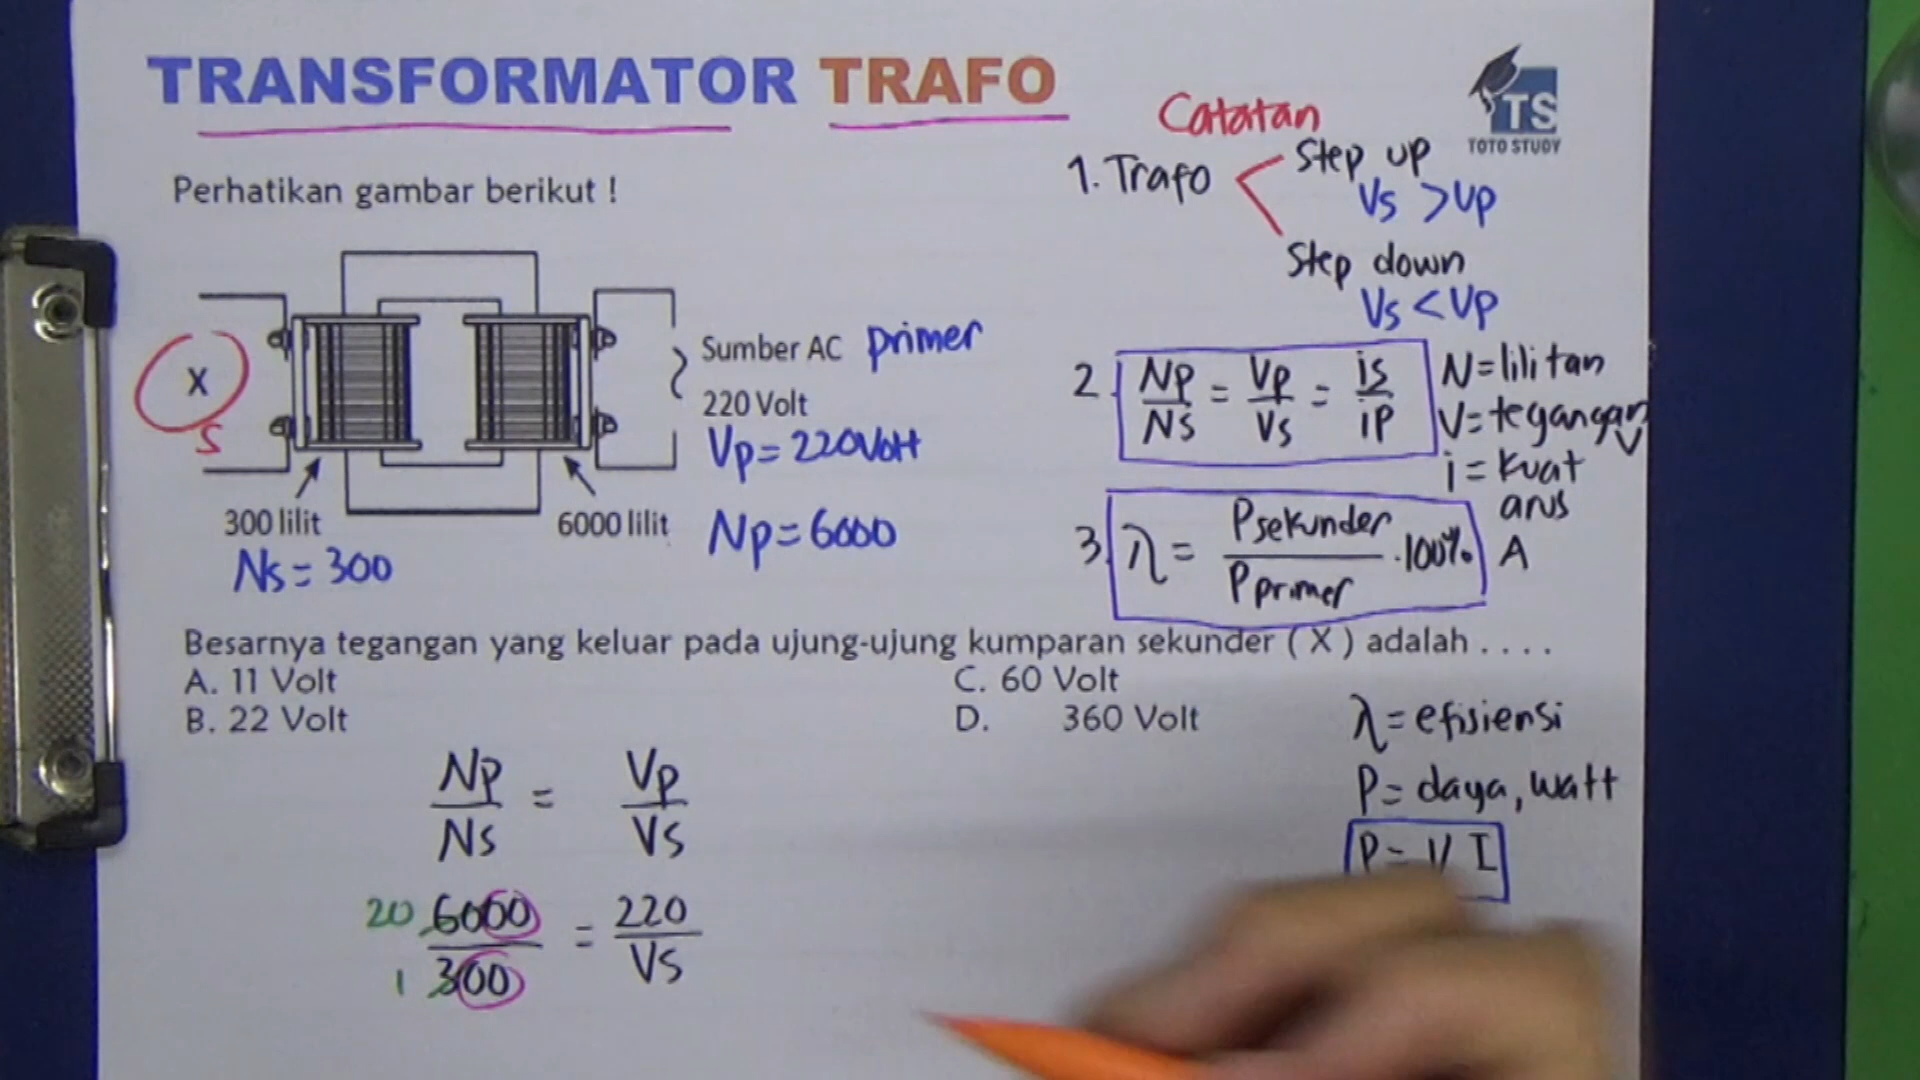 TRANSFORMATOR TRAFO
TS
TOTO STUDY
Catatan
1. Trafo
Step up
Vs > Vp
Step down
Vs < Vp
Perhatikan gambar berikut !
X
S
Sumber AC primer
220 Volt
Vp = 220 Volt
300 lilit
6000 lilit
Np = 6000
Ns = 300
2. Np/Ns = Vp/Vs = is/ip
N = lilitan
V = tegangan
V
i = kuat
arus
A
3. λ = Psekunder/Pprimer . 100%
Besarnya tegangan yang keluar pada ujung-ujung kumparan sekunder ( X ) adalah . . . .
A. 11 Volt
C. 60 Volt
B. 22 Volt
D. 360 Volt
λ = efisiensi
P = daya, watt
P = V I
Np/Ns = Vp/Vs
20 6000/300 1 = 220/Vs